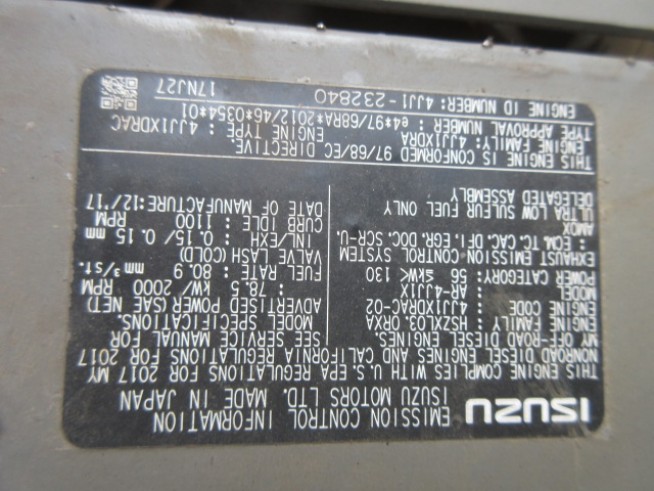 ISUZU
EMISSION CONTROL INFORMATION
ISUZU MOTORS LTD. MADE IN JAPAN
THIS ENGINE COMPLIES WITH U.S. EPA REGULATIONS FOR 2017 MY
NONROAD DIESEL ENGINES AND CALIFORNIA REGULATIONS FOR 2017
MY OFF-ROAD DIESEL ENGINES.
ENGINE FAMILY : HSZXL03.0RXA
ENGINE CODE : 4JJ1XDRAC-02
MODEL : AR-4JJ1X
POWER CATEGORY : 56 ≤kW< 130
EXHAUST EMISSION CONTROL SYSTEM
: ECM, TC, CAC, DFI, EGR, DOC, SCR-U,
AMOX
ULTRA LOW SULFUR FUEL ONLY
DELEGATED ASSEMBLY
SEE SERVICE MANUAL FOR
MODEL SPECIFICATIONS.
ADVERTISED POWER (SAE NET)
: 78.5 kW/ 2000 RPM
FUEL RATE : 80.9 mm³/st.
VALVE LASH (COLD)
INL/EXH : 0.15/ 0.15 mm
CURB IDLE : 1100 RPM
DATE OF MANUFACTURE:12/'17
THIS ENGINE IS CONFORMED 97/68/EC DIRECTIVE.
ENGINE FAMILY : 4JJ1XDRA ENGINE TYPE : 4JJ1XDRAC
TYPE APPROVAL NUMBER : e4*97/68RA*2012/46*0354*01
ENGINE ID NUMBER: 4JJ1-232840 17NJ27